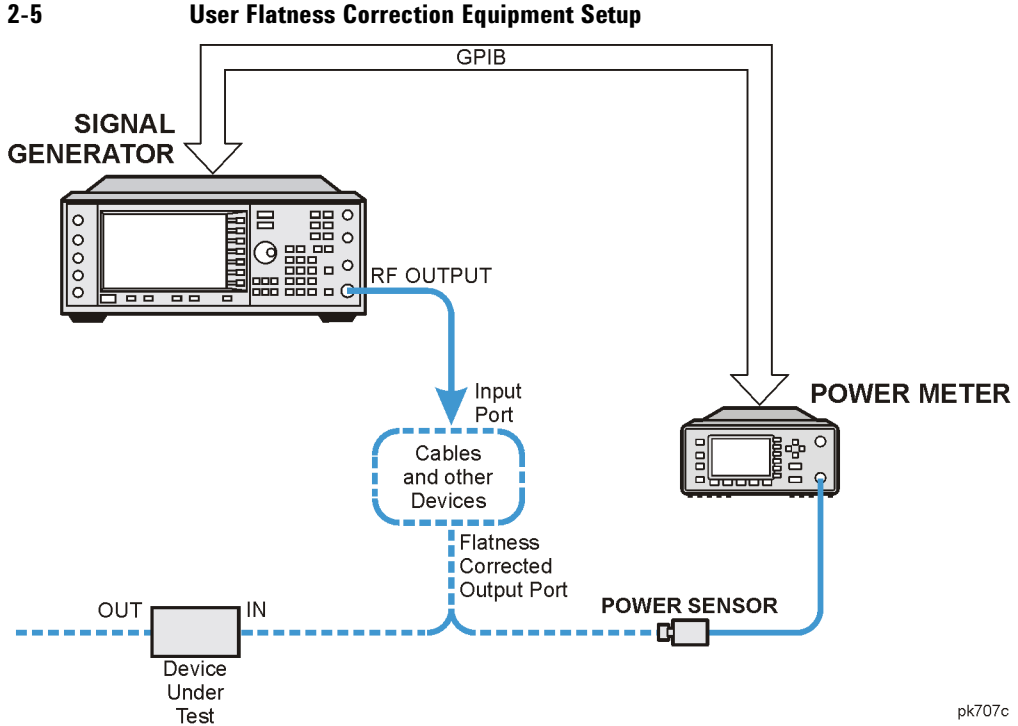 2-5 User Flatness Correction Equipment Setup
GPIB
SIGNAL
GENERATOR
RF OUTPUT
POWER METER
Input
Port
Cables
and other
Devices
Flatness
Corrected
Output Port
POWER SENSOR
OUT
IN
Device
Under
Test
pk707c